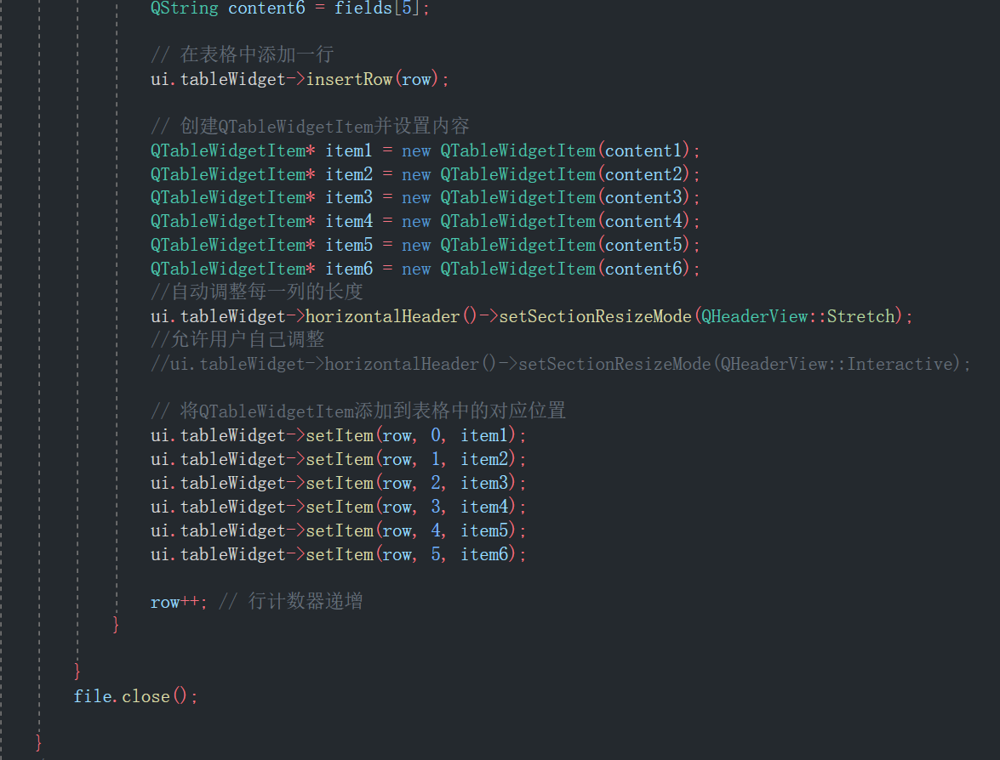 QString content6 = fields[5];
// 在表格中添加一行
ui.tableWidget->insertRow(row);
// 创建QTableWidgetItem并设置内容
QTableWidgetItem* item1 = new QTableWidgetItem(content1);
QTableWidgetItem* item2 = new QTableWidgetItem(content2);
QTableWidgetItem* item3 = new QTableWidgetItem(content3);
QTableWidgetItem* item4 = new QTableWidgetItem(content4);
QTableWidgetItem* item5 = new QTableWidgetItem(content5);
QTableWidgetItem* item6 = new QTableWidgetItem(content6);
//自动调整每一列的长度
ui.tableWidget->horizontalHeader()->setSectionResizeMode(QHeaderView::Stretch);
//允许用户自己调整
//ui.tableWidget->horizontalHeader()->setSectionResizeMode(QHeaderView::Interactive);
// 将QTableWidgetItem添加到表格中的对应位置
ui.tableWidget->setItem(row, 0, item1);
ui.tableWidget->setItem(row, 1, item2);
ui.tableWidget->setItem(row, 2, item3);
ui.tableWidget->setItem(row, 3, item4);
ui.tableWidget->setItem(row, 4, item5);
ui.tableWidget->setItem(row, 5, item6);
row++; // 行计数器递增
}
}
file.close();
}